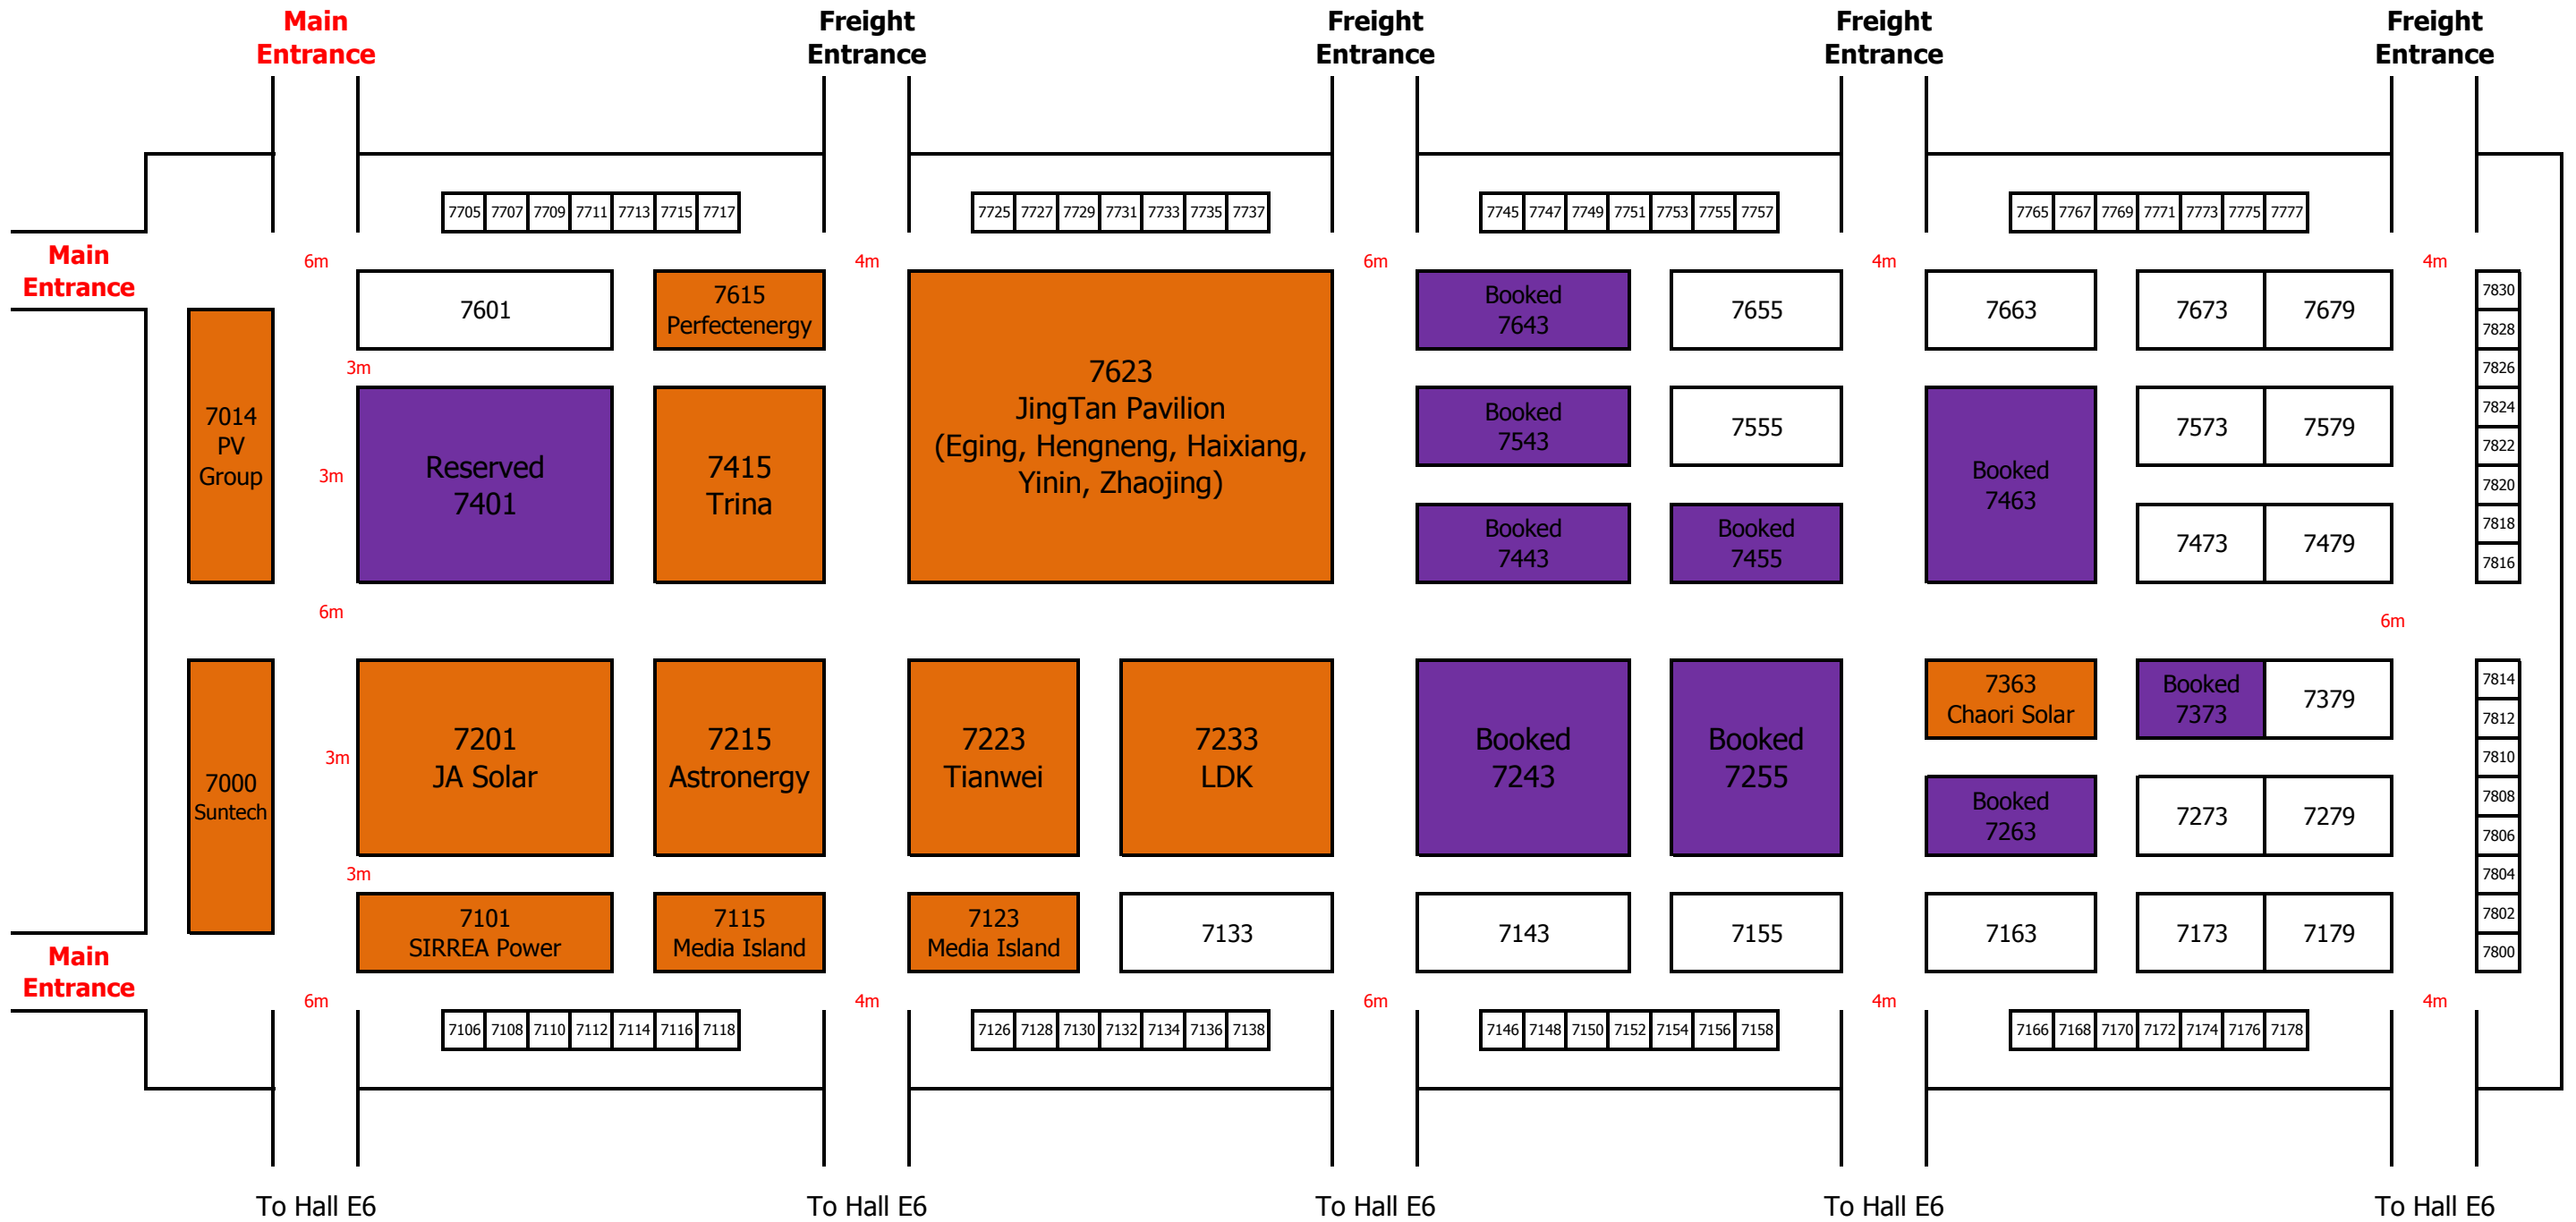 Main
Entrance
Freight
Entrance
Freight
Entrance
Freight
Entrance
Freight
Entrance
7705 7707 7709 7711 7713 7715 7717
7725 7727 7729 7731 7733 7735 7737
7745 7747 7749 7751 7753 7755 7757
7765 7767 7769 7771 7773 7775 7777
Main
Entrance
6m
4m
6m
4m
4m
7601
7615
Perfectenergy
7623
JingTan Pavilion
(Eging, Hengneng, Haixiang,
Yinin, Zhaojing)
Booked
7643
7655
7663
7673
7679
7830
7828
7826
7824
7822
7820
7818
7816
3m
7014
PV
Group
3m
Reserved
7401
7415
Trina
Booked
7543
7555
Booked
7463
7573
7579
Booked
7443
Booked
7455
7473
7479
6m
6m
7000
Suntech
3m
7201
JA Solar
7215
Astronergy
7223
Tianwei
7233
LDK
Booked
7243
Booked
7255
7363
Chaori Solar
Booked
7373
7379
Booked
7263
7273
7279
7814
7812
7810
7808
7806
7804
7802
7800
3m
7101
SIRREA Power
7115
Media Island
7123
Media Island
7133
7143
7155
7163
7173
7179
Main
Entrance
6m
4m
6m
4m
4m
7106 7108 7110 7112 7114 7116 7118
7126 7128 7130 7132 7134 7136 7138
7146 7148 7150 7152 7154 7156 7158
7166 7168 7170 7172 7174 7176 7178
To Hall E6
To Hall E6
To Hall E6
To Hall E6
To Hall E6